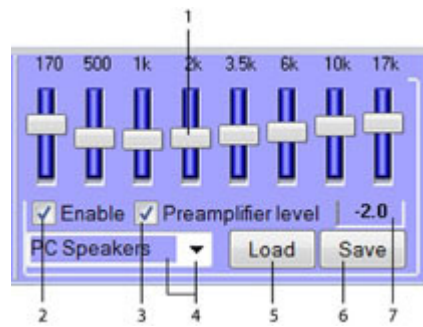 1
170 500 1k 2k 3.5k 6k 10k 17k
Enable Preamplifier level -2.0
PC Speakers Load Save
2 3 4 5 6 7